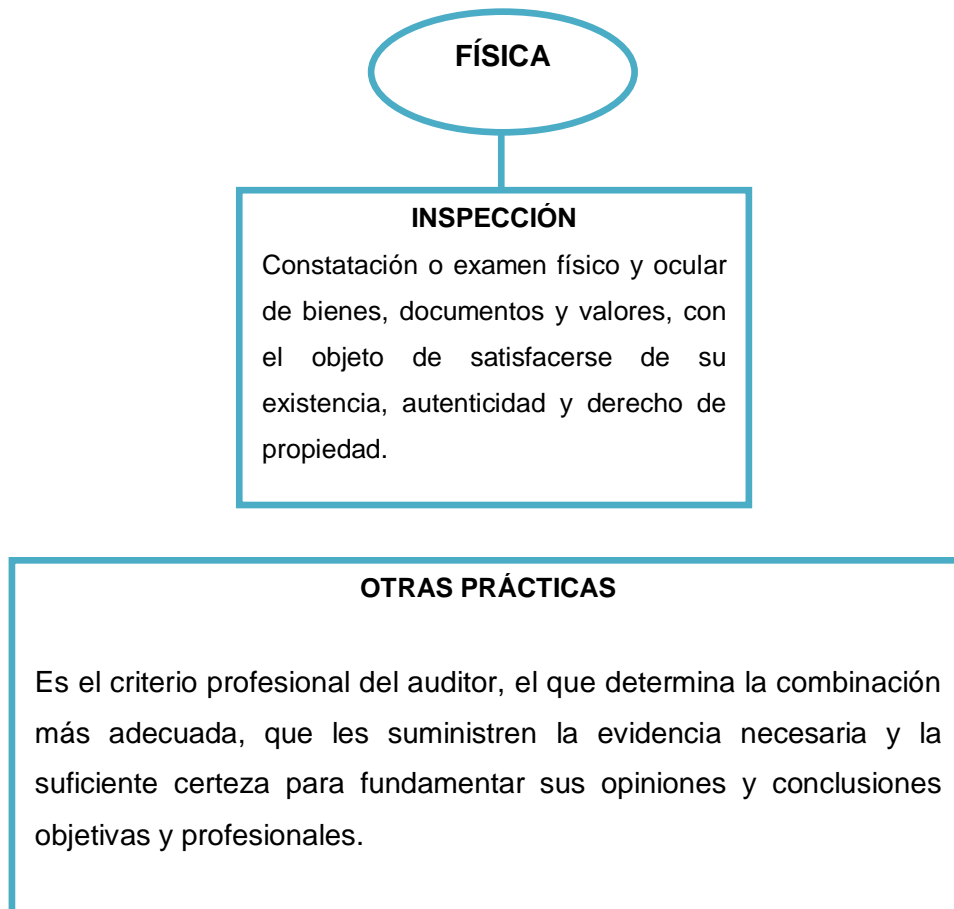 FÍSICA
INSPECCIÓN
Constatación o examen físico y ocular
de bienes, documentos y valores, con
el objeto de satisfacerse de su
existencia, autenticidad y derecho de
propiedad.
OTRAS PRÁCTICAS
Es el criterio profesional del auditor, el que determina la combinación
más adecuada, que les suministren la evidencia necesaria y la
suficiente certeza para fundamentar sus opiniones y conclusiones
objetivas y profesionales.